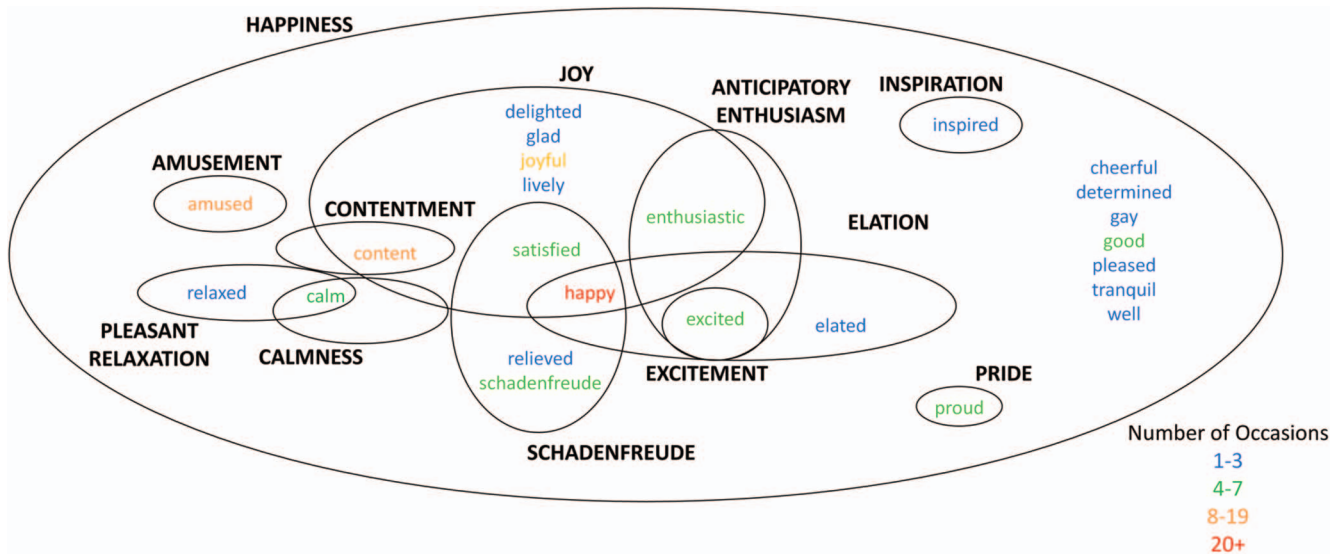 HAPPINESS
JOY
ANTICIPATORY
ENTHUSIASM
INSPIRATION
delighted
glad
joyful
lively
inspired
AMUSEMENT
amused
CONTENTMENT
content
satisfied
enthusiastic
ELATION
cheerful
determined
gay
good
pleased
tranquil
well
relaxed
calm
happy
excited
elated
PLEASANT
RELAXATION
CALMNESS
relieved
schadenfreude
EXCITEMENT
PRIDE
proud
SCHADENFREUDE
Number of Occasions
1-3
4-7
8-19
20+